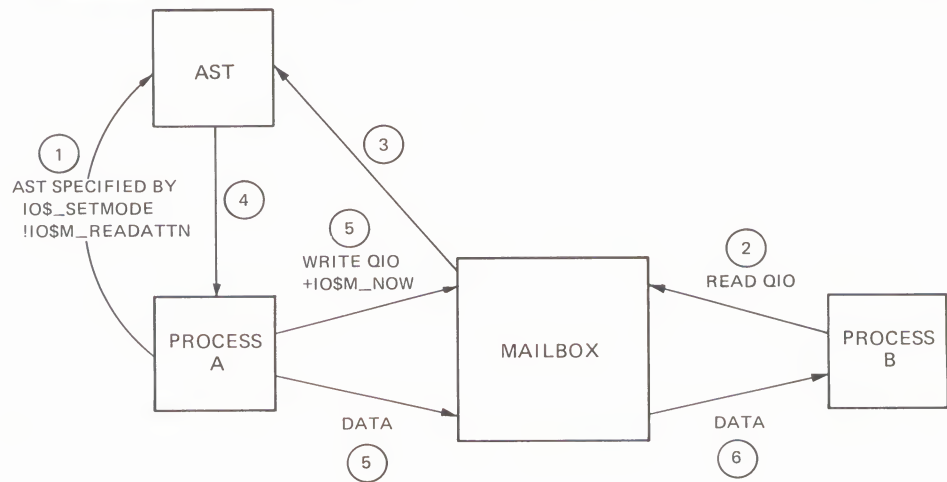 AST
1
AST SPECIFIED BY
IO$_SETMODE
!IO$M_READATTN
4
3
5
WRITE QIO
+IO$M_NOW
2
READ QIO
PROCESS
A
MAILBOX
PROCESS
B
DATA
5
DATA
6